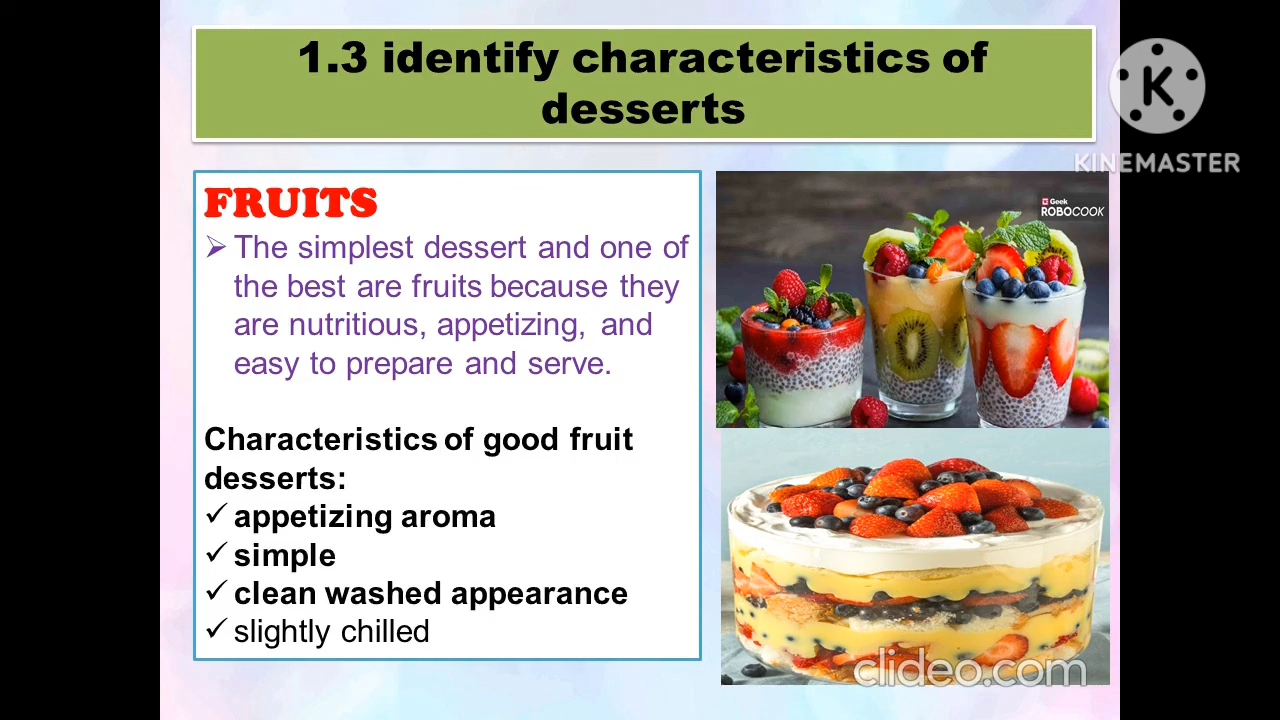 1.3 identify characteristics of
desserts
K
KINEMASTER
FRUITS
➢ The simplest dessert and one of
the best are fruits because they
are nutritious, appetizing, and
easy to prepare and serve.
Characteristics of good fruit
desserts:
✓ appetizing aroma
✓ simple
✓ clean washed appearance
✓ slightly chilled
Geek
ROBOCOOK
clideo.com